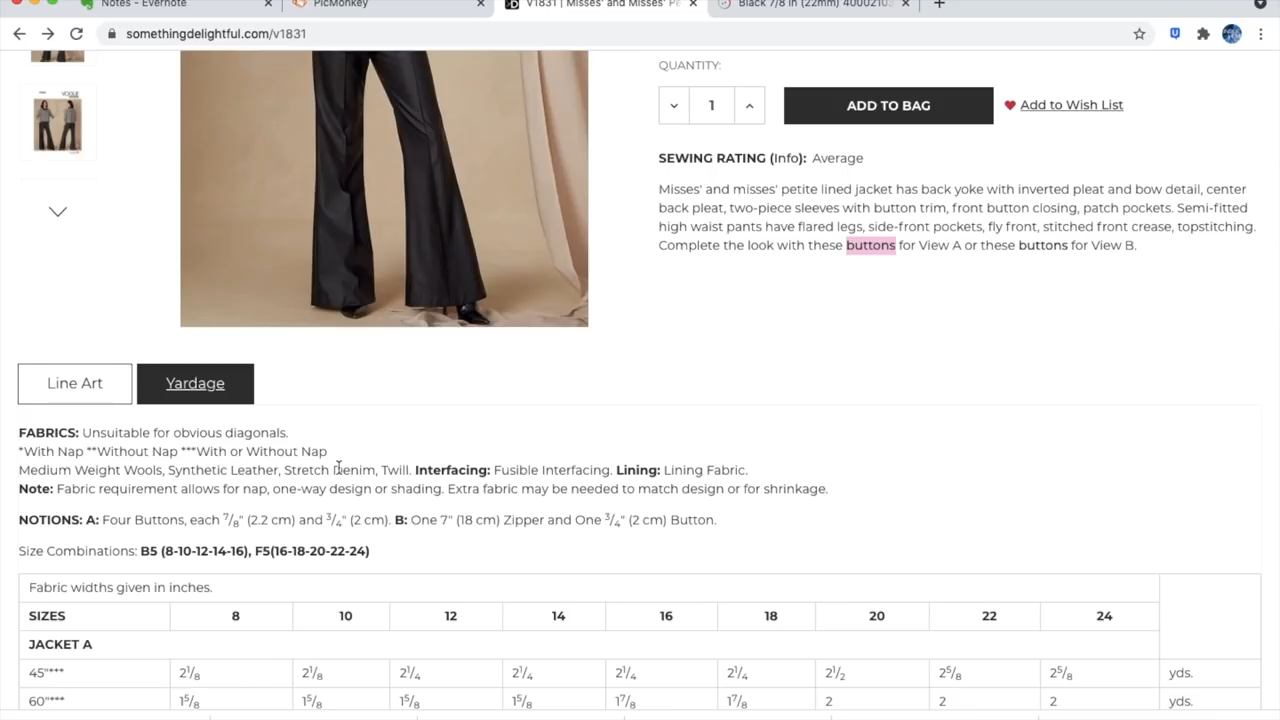 Notes - Evernote
PicMonkey
V1831 | Misses' and Misses' Pe
Black 7/8 in (22mm) 40002103
somethingdelightful.com/v1831
VOGUE
QUANTITY:
1
ADD TO BAG
Add to Wish List
SEWING RATING (Info): Average
Misses' and misses' petite lined jacket has back yoke with inverted pleat and bow detail, center
back pleat, two-piece sleeves with button trim, front button closing, patch pockets. Semi-fitted
high waist pants have flared legs, side-front pockets, fly front, stitched front crease, topstitching.
Complete the look with these buttons for View A or these buttons for View B.
Line Art
Yardage
FABRICS: Unsuitable for obvious diagonals.
*With Nap **Without Nap ***With or Without Nap
Medium Weight Wools, Synthetic Leather, Stretch Denim, Twill. Interfacing: Fusible Interfacing. Lining: Lining Fabric.
Note: Fabric requirement allows for nap, one-way design or shading. Extra fabric may be needed to match design or for shrinkage.
NOTIONS: A: Four Buttons, each 7/8" (2.2 cm) and 3/4" (2 cm). B: One 7" (18 cm) Zipper and One 3/4" (2 cm) Button.
Size Combinations: B5 (8-10-12-14-16), F5(16-18-20-22-24)
Fabric widths given in inches.
SIZES 8 10 12 14 16 18 20 22 24
JACKET A
45"*** 2 1/8 2 1/8 2 1/4 2 1/4 2 1/4 2 1/4 2 1/2 2 5/8 2 5/8 yds.
60"*** 1 5/8 1 5/8 1 5/8 1 5/8 1 7/8 1 7/8 2 2 2 yds.